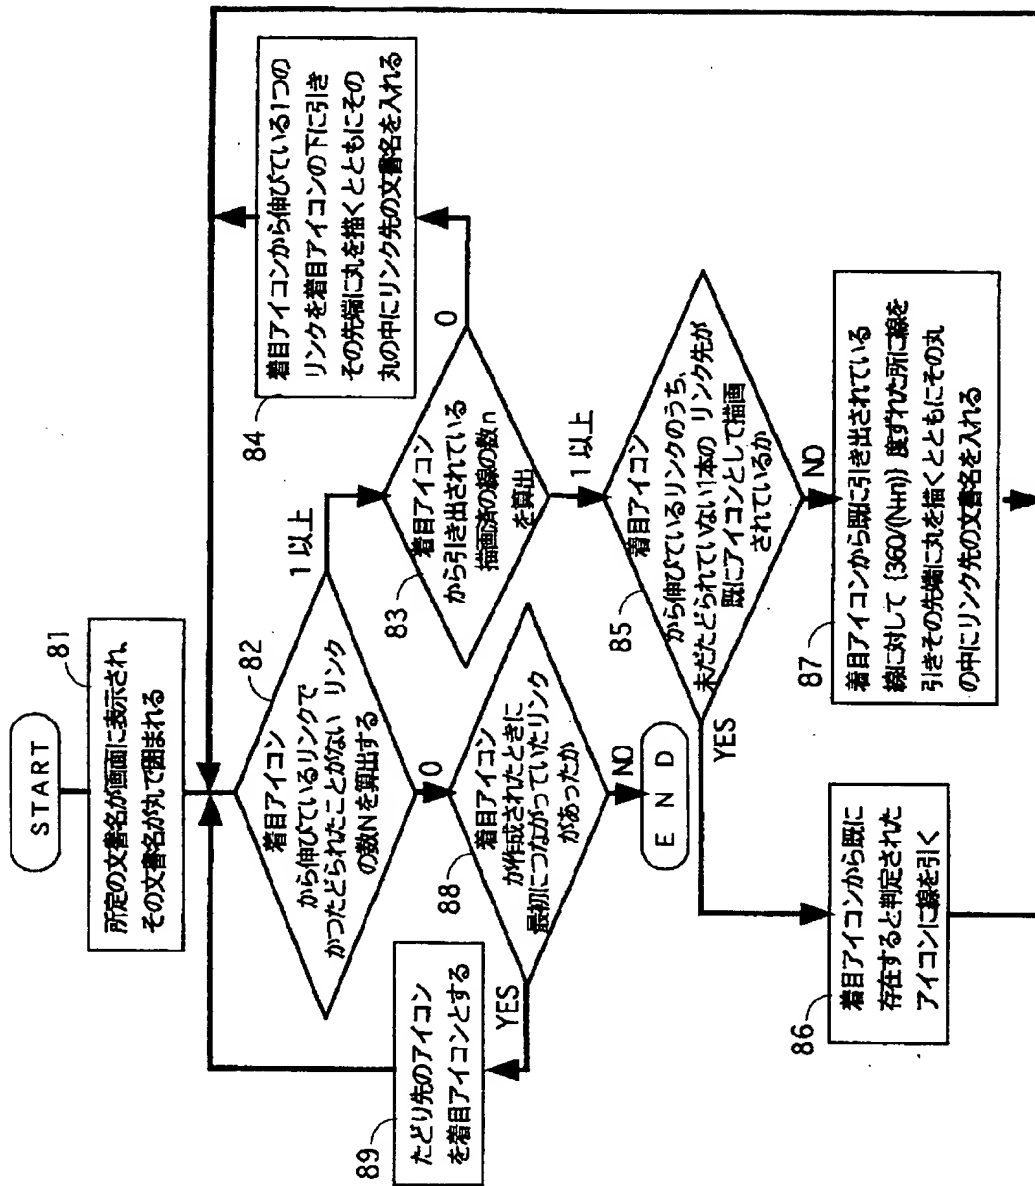 START
81
所定の文書名が画面に表示され、
その文書名が丸で囲まれる
82
着目アイコン
から伸びているリンクで
かつたどられたことがない リンク
の数Nを算出する
1以上
0
83
着目アイコン
から引き出されている
描画済の線の数n
を算出
0
1以上
84
着目アイコンから伸びている1つの
リンクを着目アイコンの下に引き
その先端に丸を描くとともにその
丸の中にリンク先の文書名を入れる
85
着目アイコン
から伸びているリンクのうち、
未だたどられていない1本の リンク先が
既にアイコンとして描画
されているか
YES
NO
86
着目アイコンから既に
存在すると判定された
アイコンに線を引く
87
着目アイコンから既に引き出されている
線に対して {360/(N+n)} 度ずれた所に線を
引きその先端に丸を描くとともにその丸
の中にリンク先の文書名を入れる
88
着目アイコン
が作成されたときに
最初につながっていたリンク
があったか
YES
NO
89
たどり先のアイコン
を着目アイコンとする
END